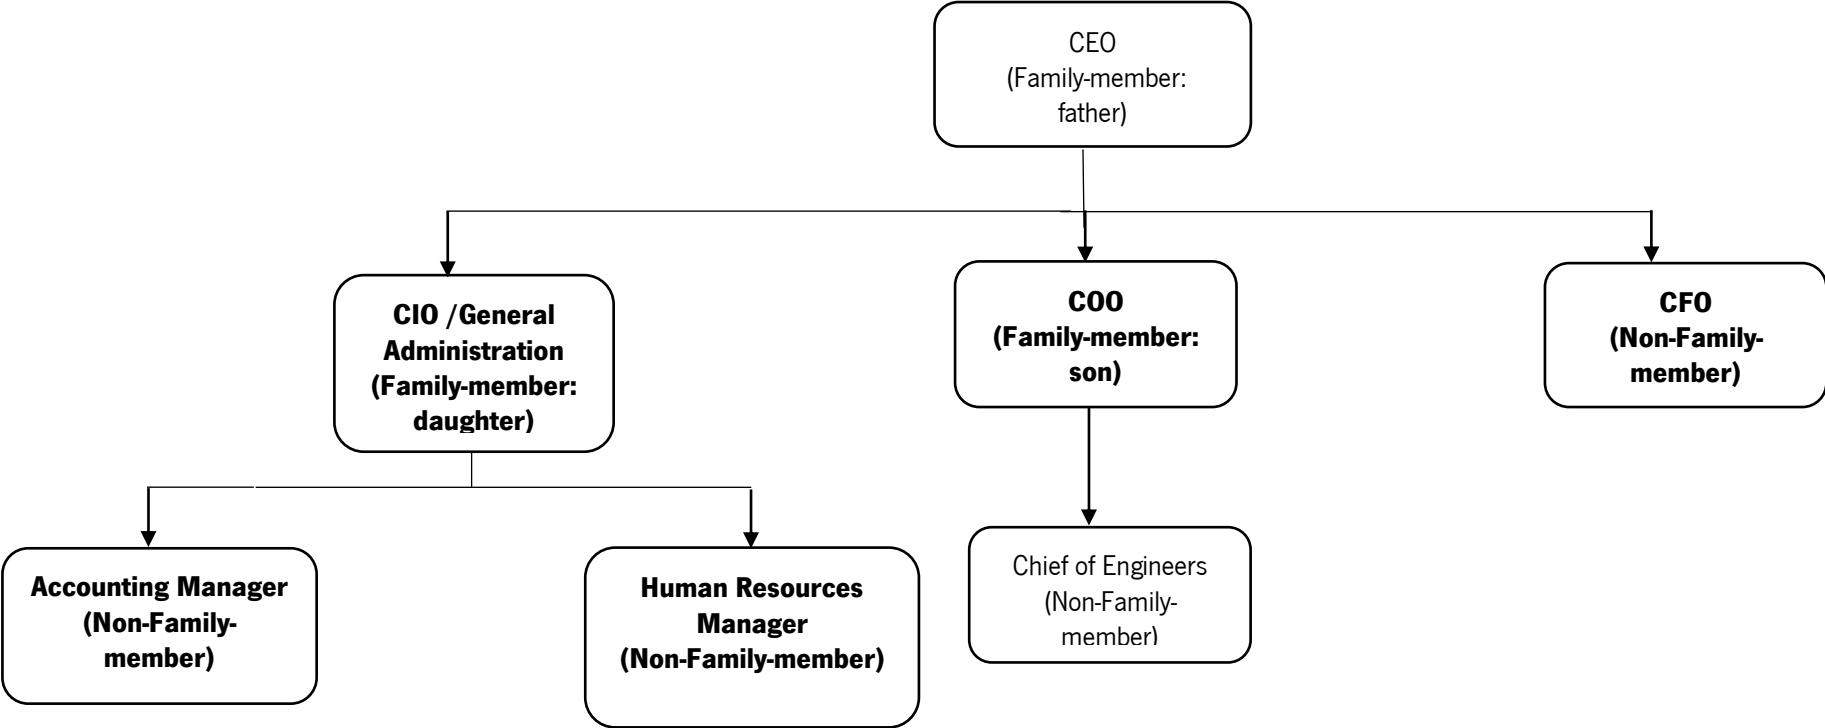 CEO
(Family-member:
father)
CIO /General
Administration
(Family-member:
daughter)
COO
(Family-member:
son)
CFO
(Non-Family-
member)
Accounting Manager
(Non-Family-
member)
Human Resources
Manager
(Non-Family-member)
Chief of Engineers
(Non-Family-
member)